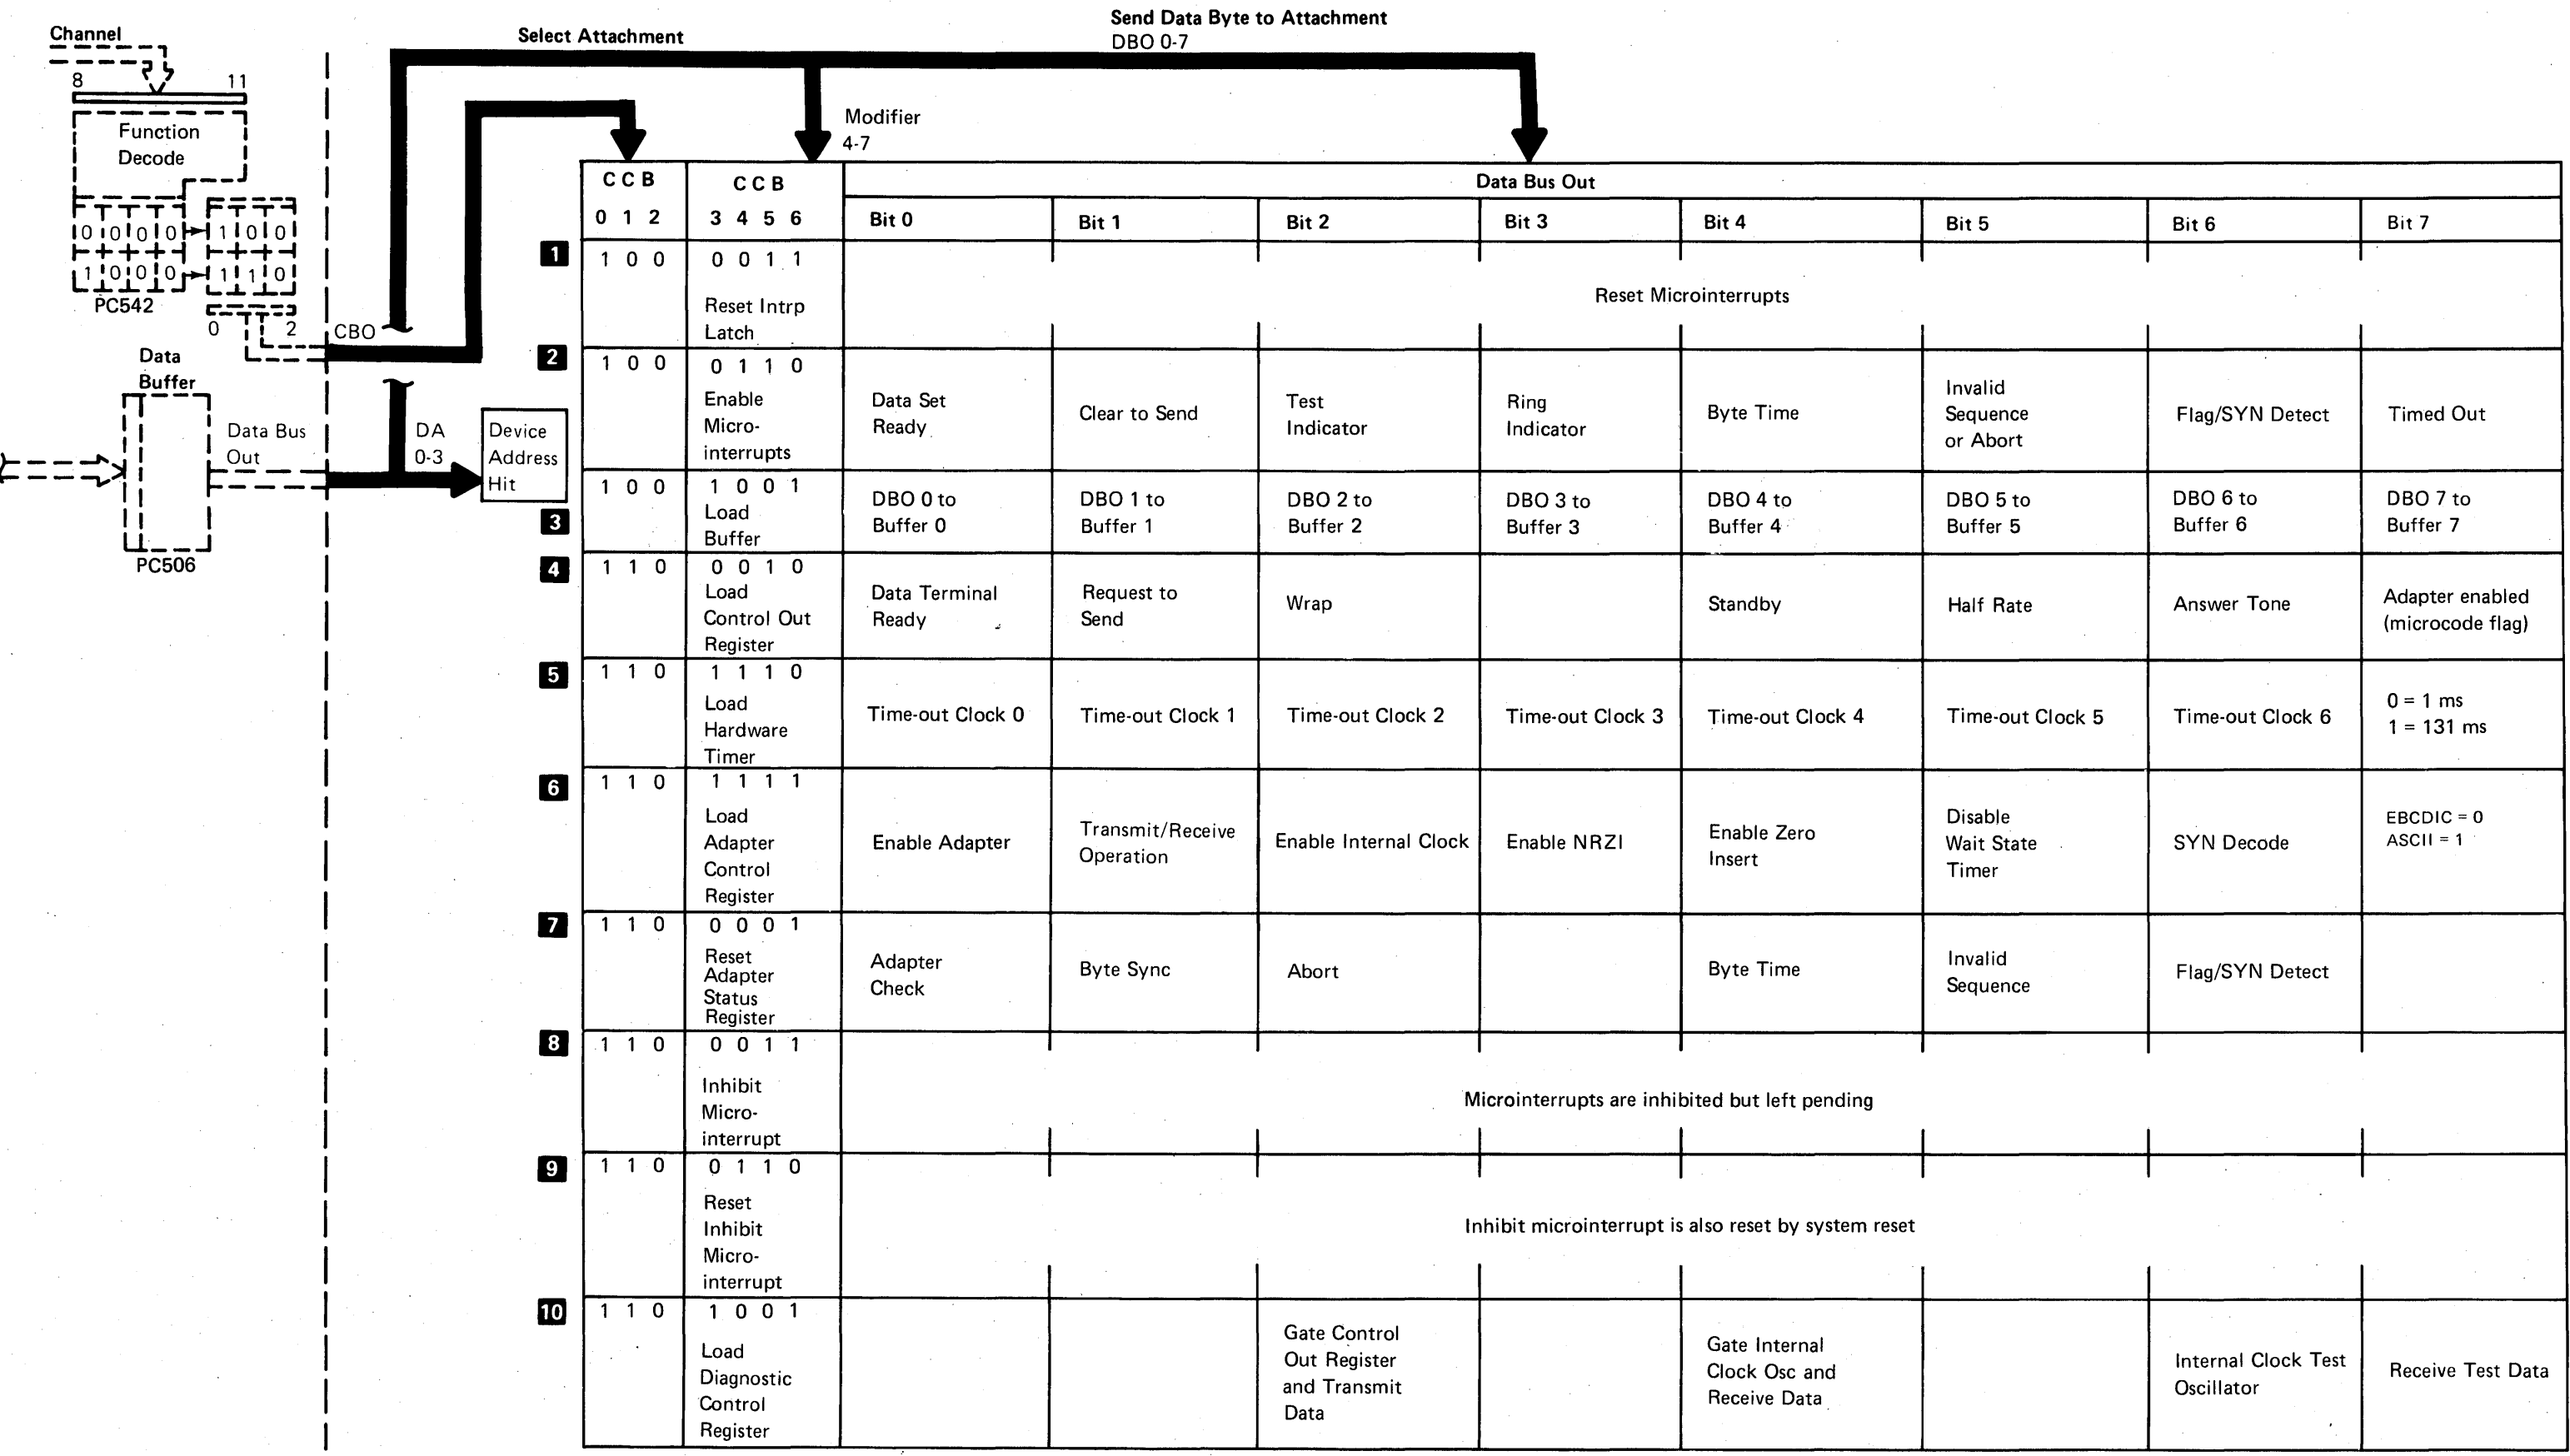 Send Data Byte to Attachment
DBO 0-7
Select Attachment
Channel
8 11
Function
Decode
0 0 0 0 1 0 0
1 0 0 0 1 1 0
PC542
0 2
CBO
Data
Buffer
Data Bus
Out
PC506
DA
0-3
Device
Address
Hit
Modifier
4-7
C C B
0 1 2
C C B
3 4 5 6
Data Bus Out
Bit 0 Bit 1 Bit 2 Bit 3 Bit 4 Bit 5 Bit 6 Bit 7
1
1 0 0
0 0 1 1
Reset Intrp
Latch
Reset Microinterrupts
2
1 0 0
0 1 1 0
Enable
Micro-
interrupts
Data Set
Ready
Clear to Send
Test
Indicator
Ring
Indicator
Byte Time
Invalid
Sequence
or Abort
Flag/SYN Detect
Timed Out
3
1 0 0
1 0 0 1
Load
Buffer
DBO 0 to
Buffer 0
DBO 1 to
Buffer 1
DBO 2 to
Buffer 2
DBO 3 to
Buffer 3
DBO 4 to
Buffer 4
DBO 5 to
Buffer 5
DBO 6 to
Buffer 6
DBO 7 to
Buffer 7
4
1 1 0
0 0 1 0
Load
Control Out
Register
Data Terminal
Ready
Request to
Send
Wrap
Standby
Half Rate
Answer Tone
Adapter enabled
(microcode flag)
5
1 1 0
1 1 1 0
Load
Hardware
Timer
Time-out Clock 0
Time-out Clock 1
Time-out Clock 2
Time-out Clock 3
Time-out Clock 4
Time-out Clock 5
Time-out Clock 6
0 = 1 ms
1 = 131 ms
6
1 1 0
1 1 1 1
Load
Adapter
Control
Register
Enable Adapter
Transmit/Receive
Operation
Enable Internal Clock
Enable NRZI
Enable Zero
Insert
Disable
Wait State
Timer
SYN Decode
EBCDIC = 0
ASCII = 1
7
1 1 0
0 0 0 1
Reset
Adapter
Status
Register
Adapter
Check
Byte Sync
Abort
Byte Time
Invalid
Sequence
Flag/SYN Detect
8
1 1 0
0 0 1 1
Inhibit
Micro-
interrupt
Microinterrupts are inhibited but left pending
9
1 1 0
0 1 1 0
Reset
Inhibit
Micro-
interrupt
Inhibit microinterrupt is also reset by system reset
10
1 1 0
1 0 0 1
Load
Diagnostic
Control
Register
Gate Control
Out Register
and Transmit
Data
Gate Internal
Clock Osc and
Receive Data
Internal Clock Test
Oscillator
Receive Test Data